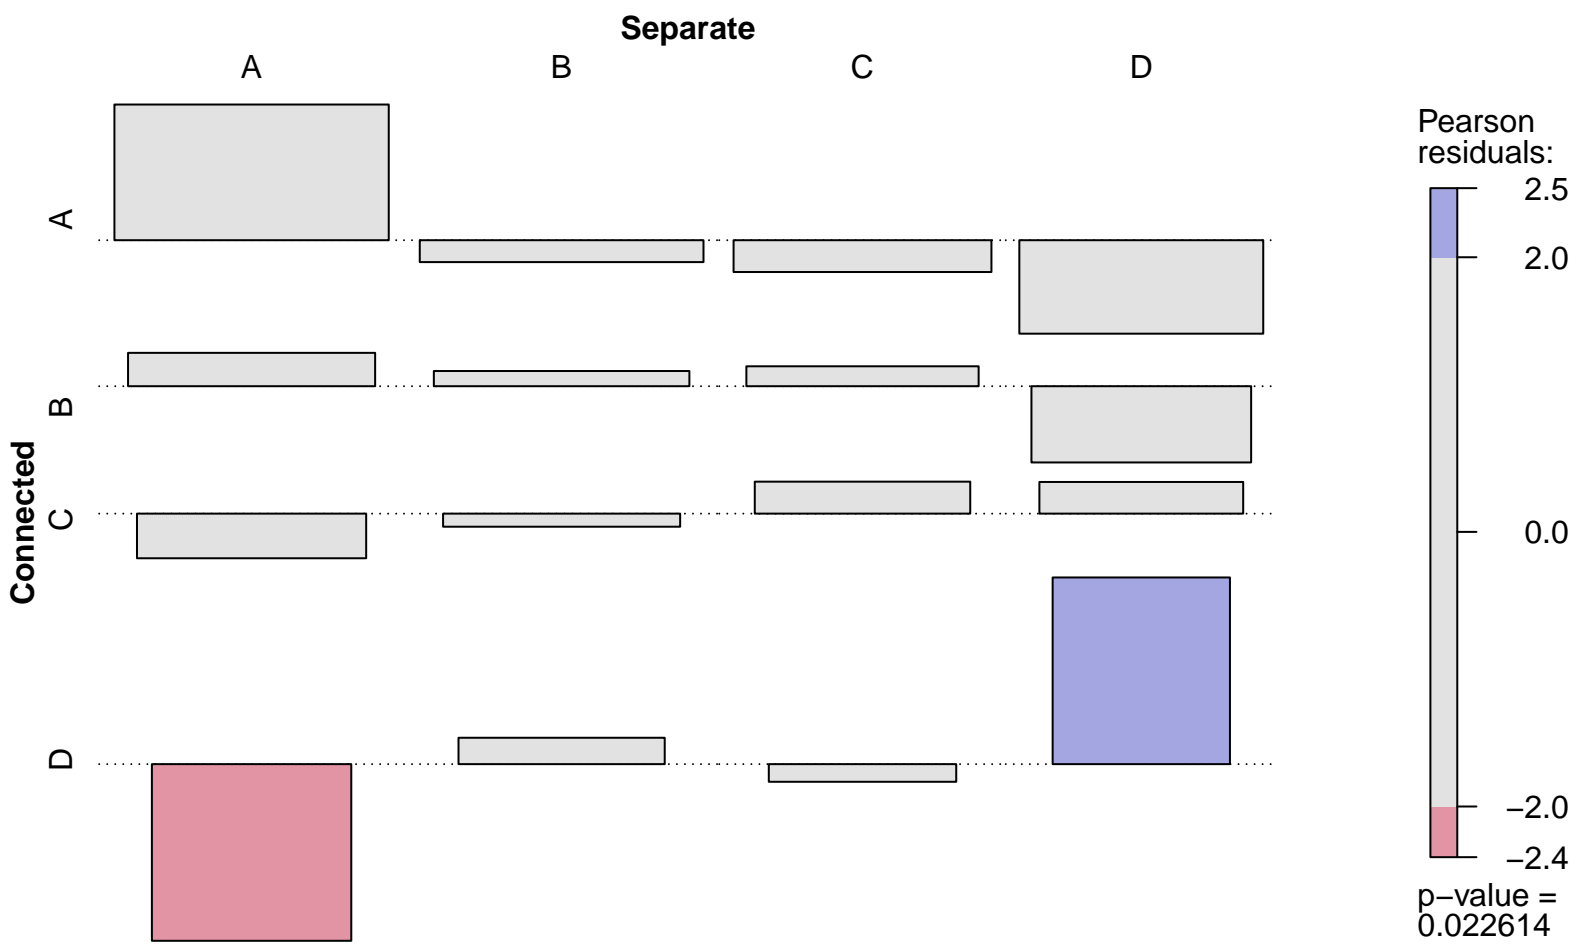 Separate
A B C D
A
B
C
D
Connected
Pearson
residuals:
2.5
2.0
0.0
−2.0
−2.4
p−value =
0.022614